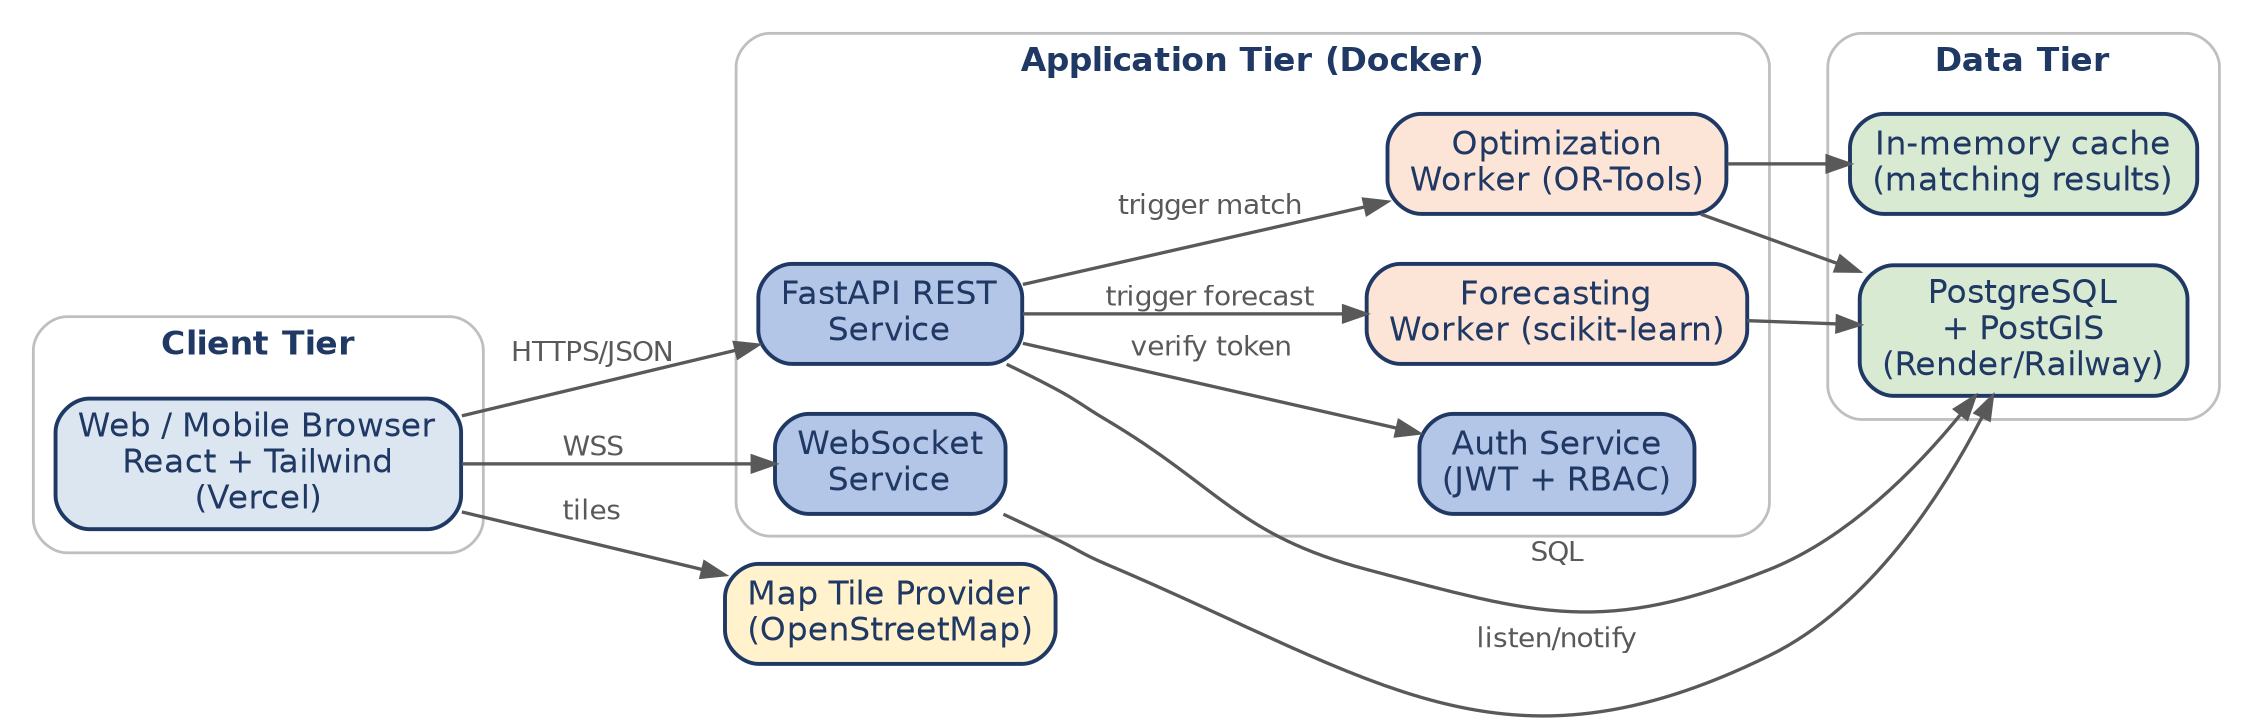 Client Tier
Web / Mobile Browser
React + Tailwind
(Vercel)
HTTPS/JSON
WSS
tiles
Application Tier (Docker)
FastAPI REST
Service
WebSocket
Service
Map Tile Provider
(OpenStreetMap)
trigger match
trigger forecast
verify token
Optimization
Worker (OR-Tools)
Forecasting
Worker (scikit-learn)
Auth Service
(JWT + RBAC)
SQL
listen/notify
Data Tier
In-memory cache
(matching results)
PostgreSQL
+ PostGIS
(Render/Railway)